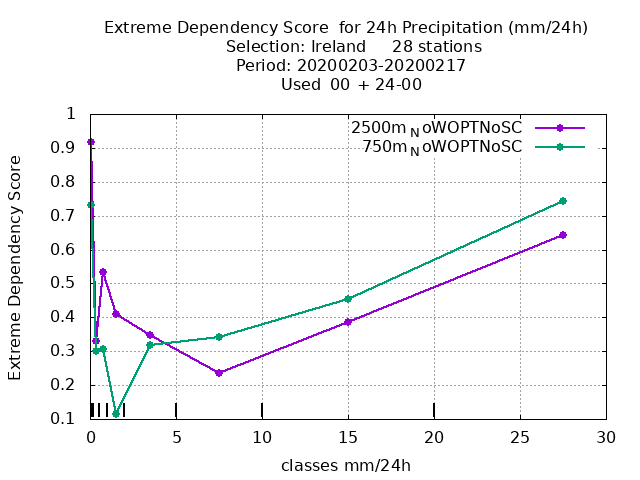 Extreme Dependency Score  for 24h Precipitation (mm/24h)
Selection: Ireland     28 stations
Period: 20200203-20200217
Used  00 + 24-00
2500m_NoWOPTNoSC
750m_NoWOPTNoSC
Extreme Dependency Score
1
0.9
0.8
0.7
0.6
0.5
0.4
0.3
0.2
0.1
0 5 10 15 20 25 30
classes mm/24h